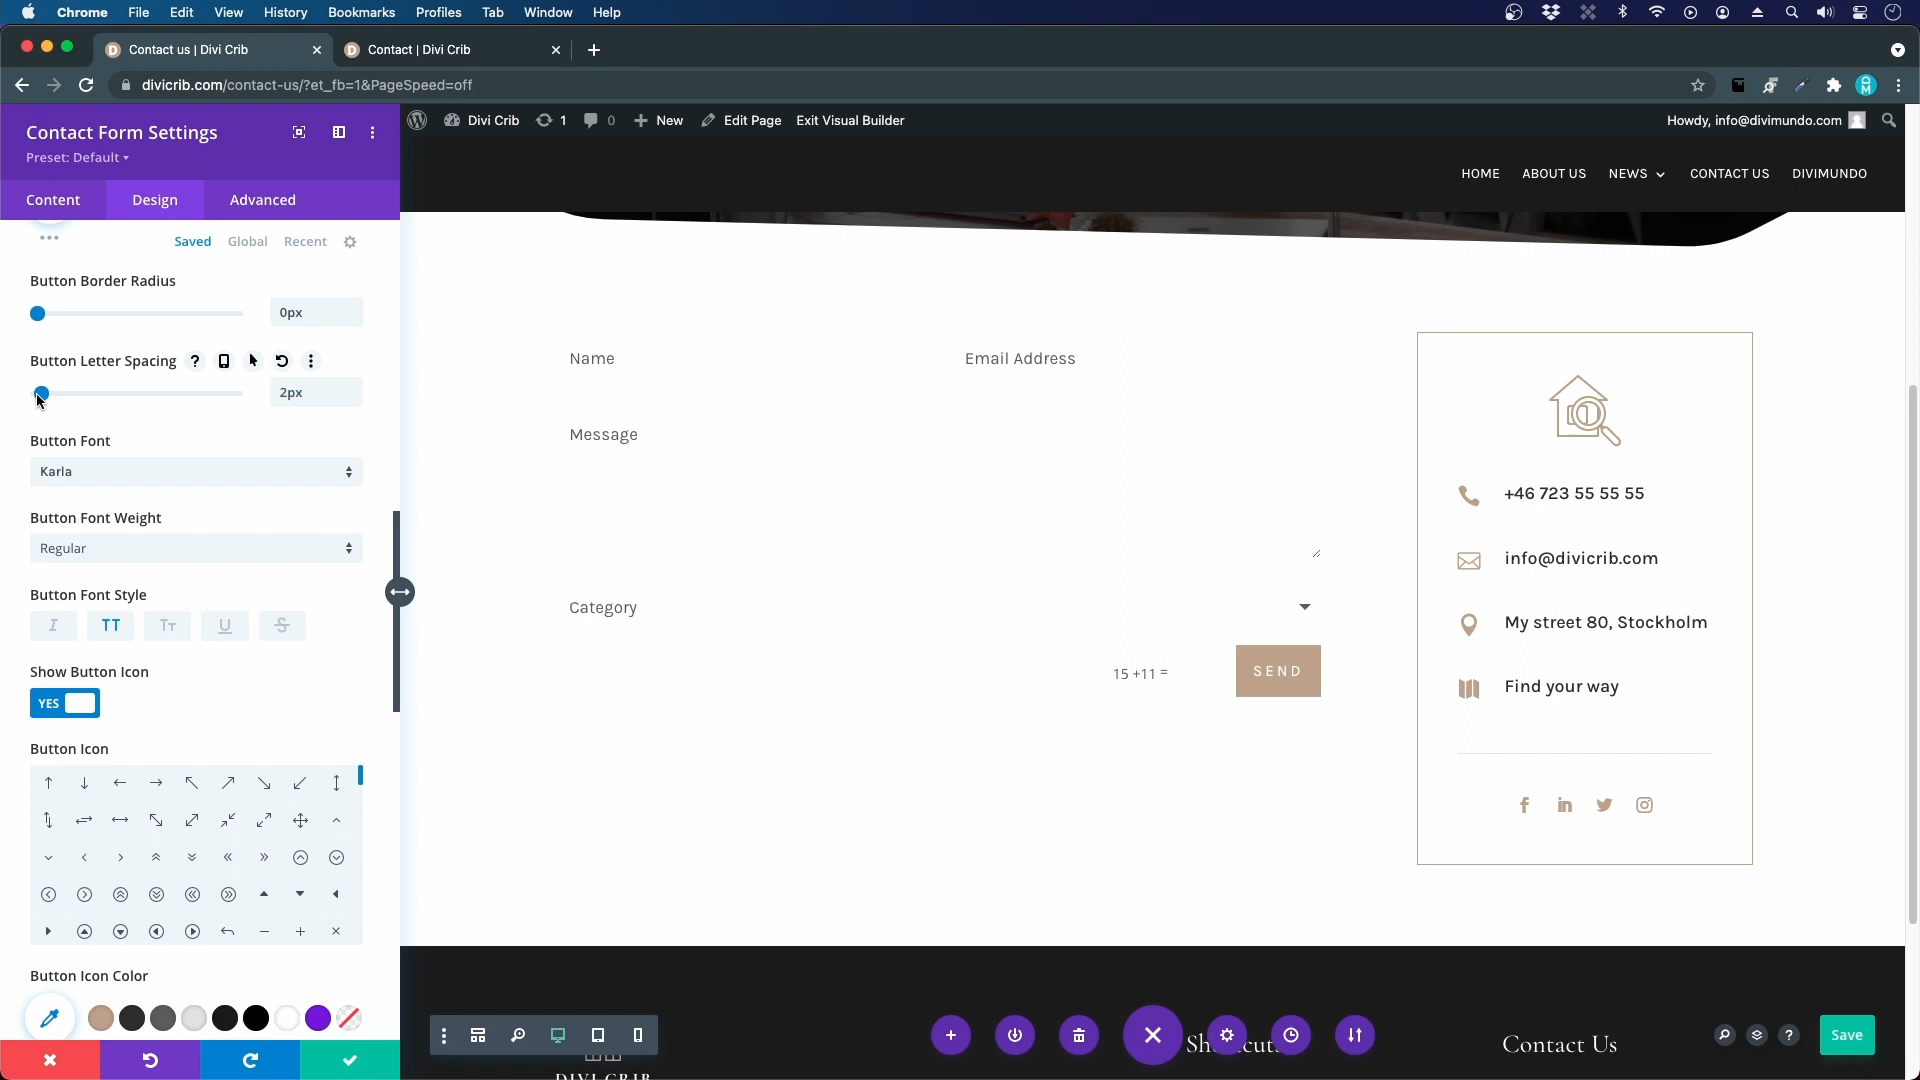 Chrome File Edit View History Bookmarks Profiles Tab Window Help
Contact us | Divi Crib
Contact | Divi Crib
divicrib.com/contact-us/?et_fb=1&PageSpeed=off
Contact Form Settings
Preset: Default
Content Design Advanced
Divi Crib 1 0 New Edit Page Exit Visual Builder Howdy, info@divimundo.com
HOME ABOUT US NEWS CONTACT US DIVIMUNDO
Saved Global Recent
Button Border Radius
0px
Button Letter Spacing ?
2px
Button Font
Karla
Button Font Weight
Regular
Button Font Style
I TT Tт U S
Show Button Icon
YES
Button Icon
Button Icon Color
Name Email Address
Message
Category
15 +11 = SEND
+46 723 55 55 55
info@divicrib.com
My street 80, Stockholm
Find your way
Contact Us
DIVI CRIB
? Save